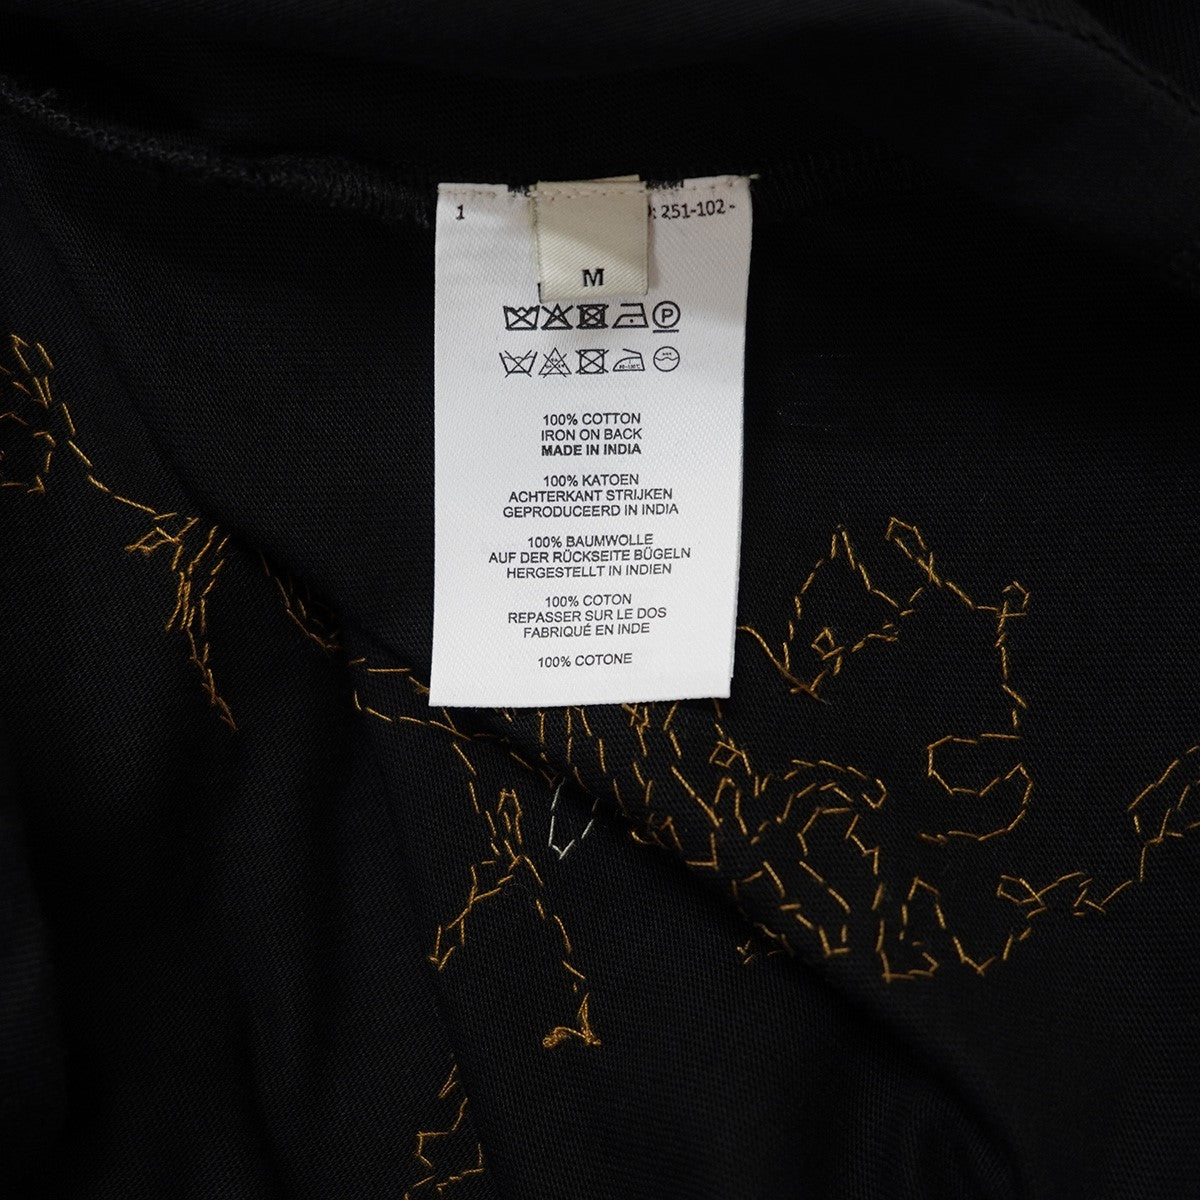 1
: 251-102 -
M
P
100% COTTON
IRON ON BACK
MADE IN INDIA
100% KATOEN
ACHTERKANT STRIJKEN
GEPRODUCEERD IN INDIA
100% BAUMWOLLE
AUF DER RÜCKSEITE BÜGELN
HERGESTELLT IN INDIEN
100% COTON
REPASSER SUR LE DOS
FABRIQUÉ EN INDE
100% COTONE